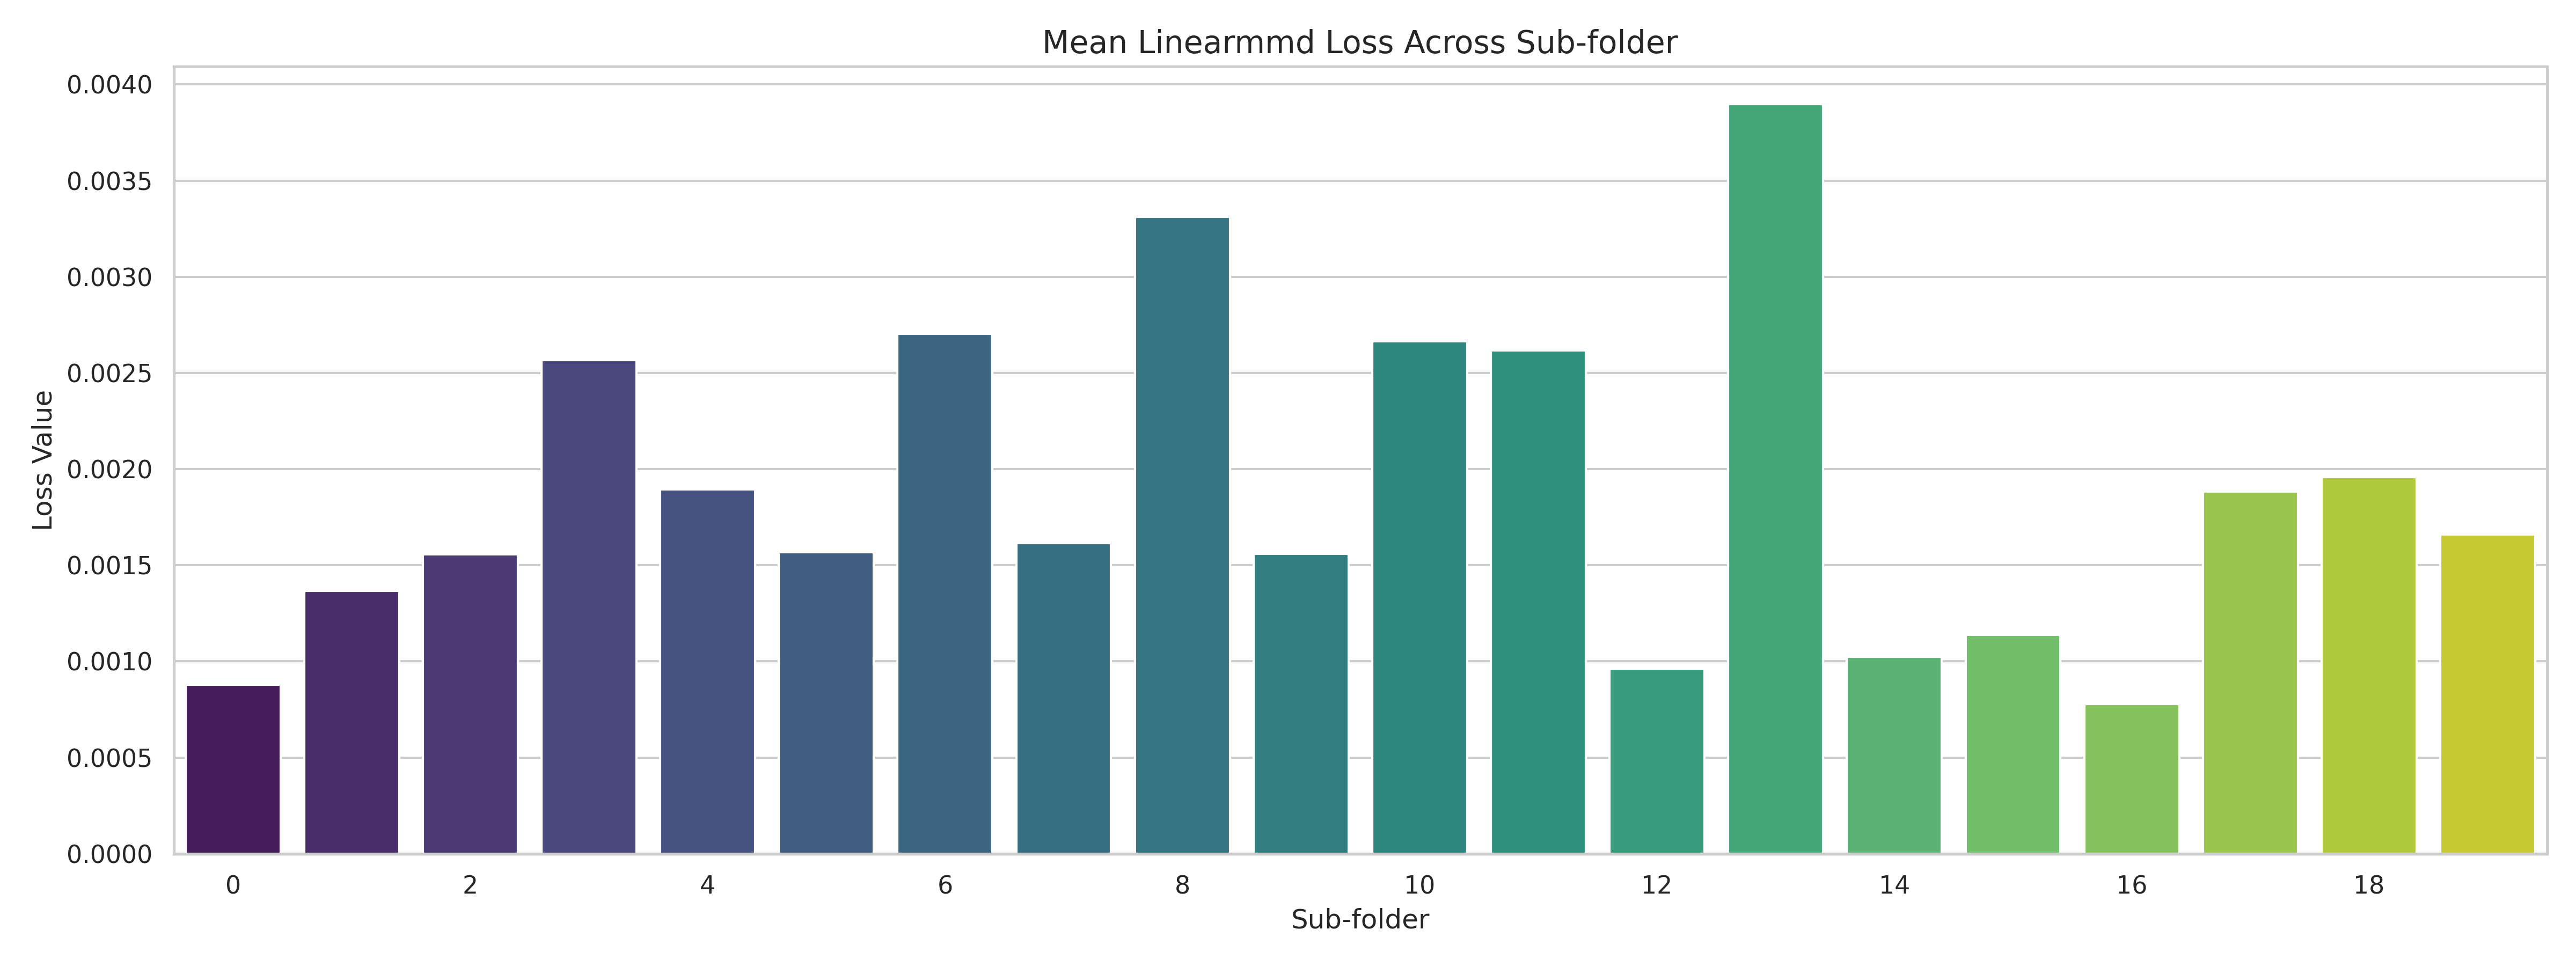 Mean Linearmmd Loss Across Sub-folder
0.0040
0.0035
0.0030
0.0025
0.0020
0.0015
0.0010
0.0005
0.0000
Loss Value
0 2 4 6 8 10 12 14 16 18
Sub-folder